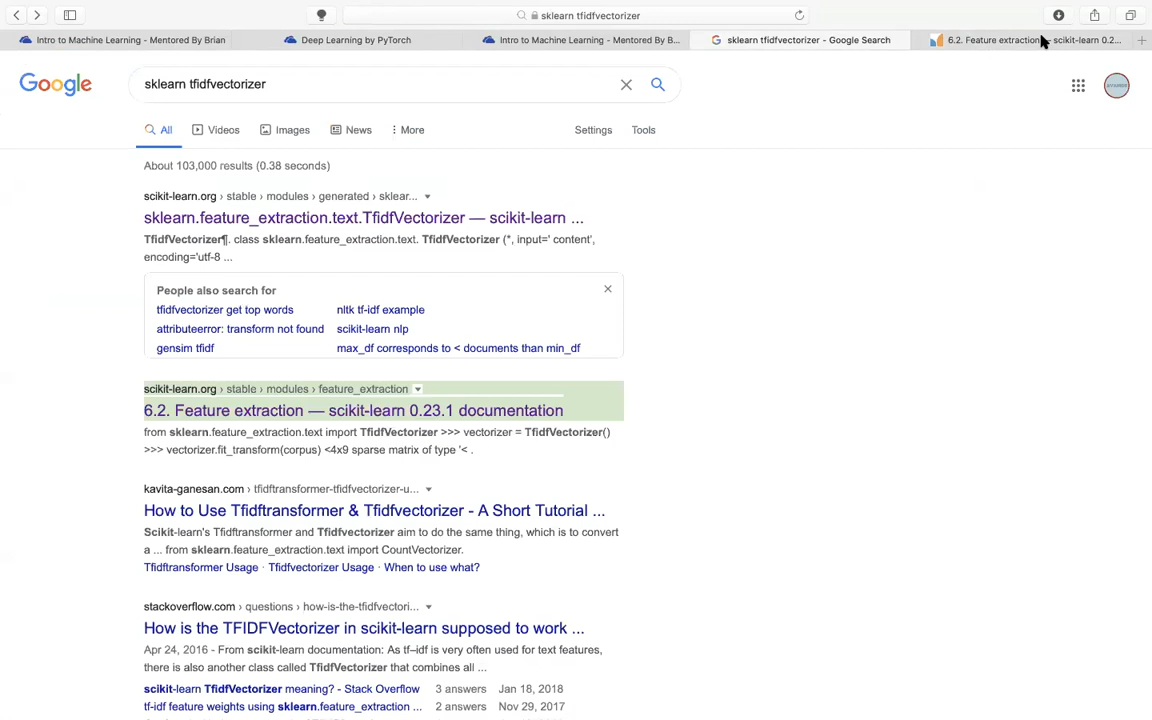 sklearn tfidfvectorizer
Intro to Machine Learning - Mentored By Brian
Deep Learning by PyTorch
Intro to Machine Learning - Mentored By B...
sklearn tfidfvectorizer - Google Search
6.2. Feature extraction — scikit-learn 0.2...
Google
sklearn tfidfvectorizer
All
Videos
Images
News
More
Settings
Tools
About 103,000 results (0.38 seconds)
scikit-learn.org › stable › modules › generated › sklear...
sklearn.feature_extraction.text.TfidfVectorizer — scikit-learn ...
TfidfVectorizer¶. class sklearn.feature_extraction.text. TfidfVectorizer (*, input=' content',
encoding='utf-8 ...
People also search for
tfidfvectorizer get top words nltk tf-idf example
attributeerror: transform not found scikit-learn nlp
gensim tfidf max_df corresponds to < documents than min_df
scikit-learn.org › stable › modules › feature_extraction
6.2. Feature extraction — scikit-learn 0.23.1 documentation
from sklearn.feature_extraction.text import TfidfVectorizer >>> vectorizer = TfidfVectorizer()
>>> vectorizer.fit_transform(corpus) <4x9 sparse matrix of type '< .
kavita-ganesan.com › tfidftransformer-tfidfvectorizer-u...
How to Use Tfidftransformer & Tfidfvectorizer - A Short Tutorial ...
Scikit-learn's Tfidftransformer and Tfidfvectorizer aim to do the same thing, which is to convert
a ... from sklearn.feature_extraction.text import CountVectorizer.
Tfidftransformer Usage · Tfidfvectorizer Usage · When to use what?
stackoverflow.com › questions › how-is-the-tfidfvectori...
How is the TFIDFVectorizer in scikit-learn supposed to work ...
Apr 24, 2016 - From scikit-learn documentation: As tf–idf is very often used for text features,
there is also another class called TfidfVectorizer that combines all ...
scikit-learn TfidfVectorizer meaning? - Stack Overflow 3 answers Jan 18, 2018
tf-idf feature weights using sklearn.feature_extraction ... 2 answers Nov 29, 2017